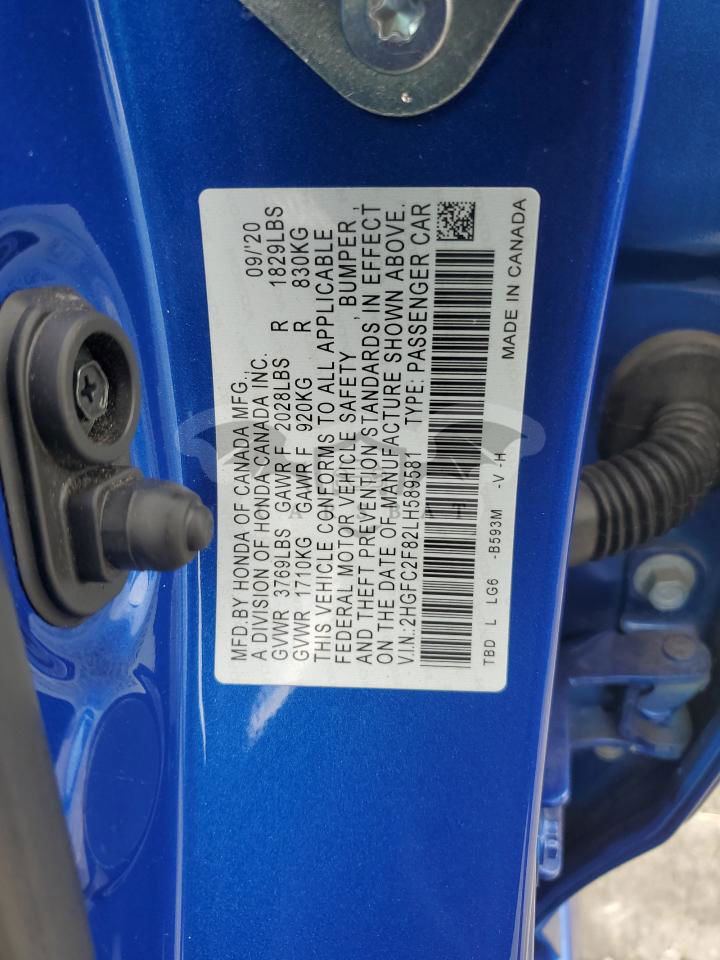 MFD.BY HONDA OF CANADA MFG., 09/'20
A DIVISION OF HONDA CANADA INC.
GVWR 3769LBS GAWR F 2028LBS R 1829LBS
GVWR 1710KG GAWR F 920KG R 830KG
THIS VEHICLE CONFORMS TO ALL APPLICABLE
FEDERAL MOTOR VEHICLE SAFETY , BUMPER ,
AND THEFT PREVENTION STANDARDS IN EFFECT
ON THE DATE OF MANUFACTURE SHOWN ABOVE.
V.I.N.:2HGFC2F82LH589581 TYPE: PASSENGER CAR
TBD L LG6 -B593M -V -H MADE IN CANADA